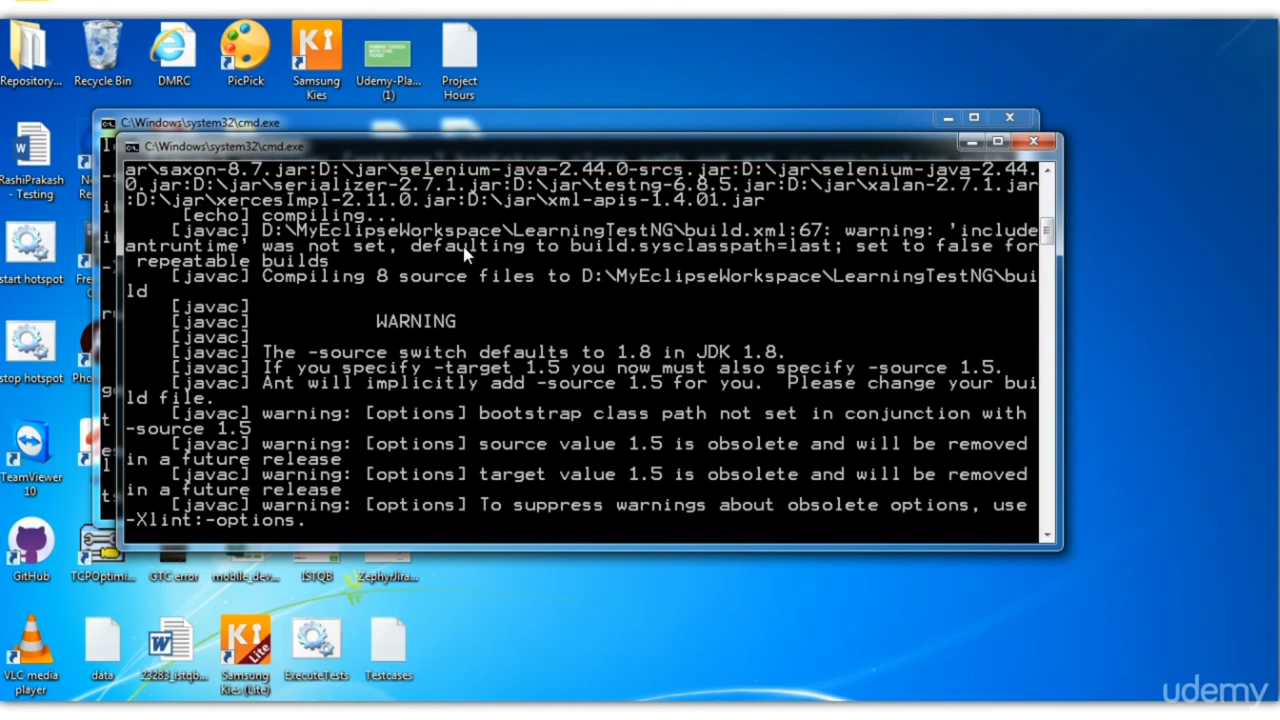 Repository...
Recycle Bin
DMRC
PicPick
Samsung
Kies
Udemy-Pla...
(1)
Project
Hours
C:\Windows\system32\cmd.exe
C:\Windows\system32\cmd.exe
RashiPrakash
- Testing
start hotspot
stop hotspot
TeamViewer
10
ar\saxon-8.7.jar:D:\jar\selenium-java-2.44.0-srcs.jar:D:\jar\selenium-java-2.44.
0.jar:D:\jar\serializer-2.7.1.jar:D:\jar\testng-6.8.5.jar:D:\jar\xalan-2.7.1.jar
:D:\jar\xercesImpl-2.11.0.jar:D:\jar\xml-apis-1.4.01.jar
[echo] compiling...
[javac] D:\MyEclipseWorkspace\LearningTestNG\build.xml:67: warning: 'include
antruntime' was not set, defaulting to build.sysclasspath=last; set to false for
repeatable builds
[javac] Compiling 8 source files to D:\MyEclipseWorkspace\LearningTestNG\bui
ld
[javac]
[javac] WARNING
[javac]
[javac] The -source switch defaults to 1.8 in JDK 1.8.
[javac] If you specify -target 1.5 you now must also specify -source 1.5.
[javac] Ant will implicitly add -source 1.5 for you. Please change your bui
ld file.
[javac] warning: [options] bootstrap class path not set in conjunction with
-source 1.5
[javac] warning: [options] source value 1.5 is obsolete and will be removed
in a future release
[javac] warning: [options] target value 1.5 is obsolete and will be removed
in a future release
[javac] warning: [options] To suppress warnings about obsolete options, use
-Xlint:-options.
GitHub
TCPOptimi...
GTC error
mobile_dev...
ISTQB
ZephyrJira...
VLC media
player
data
23283_istqb...
Samsung
Kies (Lite)
ExecuteTests
Testcases
udemy